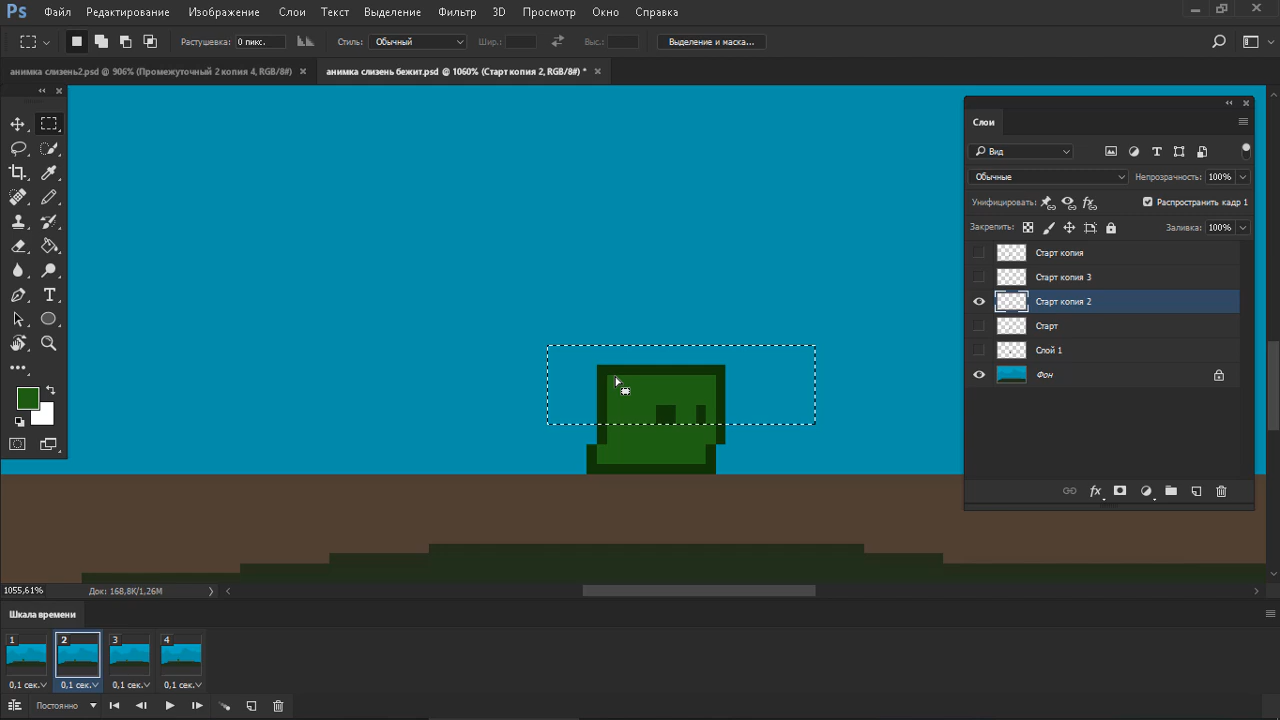 Ps Файл Редактирование Изображение Слои Текст Выделение Фильтр 3D Просмотр Окно Справка
Растушевка: 0 пикс. Стиль: Обычный Шир.: Выс.: Выделение и маска...
анимка слизень2.psd @ 906% (Промежуточный 2 копия 4, RGB/8#) × анимка слизень бежит.psd @ 1060% (Старт копия 2, RGB/8#) * ×
Слои
Вид
Обычные Непрозрачность: 100%
Унифицировать: Распространить кадр 1
Закрепить: Заливка: 100%
Старт копия
Старт копия 3
Старт копия 2
Старт
Слой 1
Фон
fx
1055,61% Док: 168,8K/1,26M
Шкала времени
1 2 3 4
0,1 сек. 0,1 сек. 0,1 сек. 0,1 сек.
Постоянно